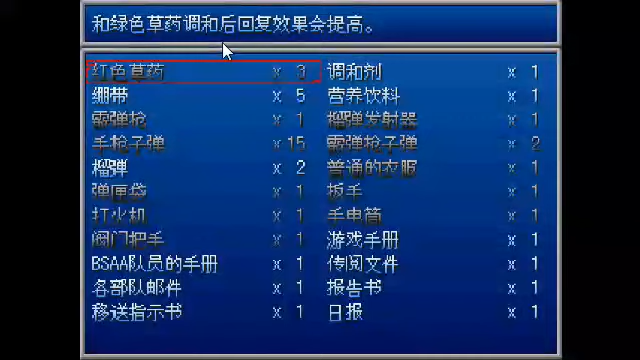 和绿色草药调和后回复效果会提高。
红色草药 x 3 调和剂 x 1
绷带 x 5 营养饮料 x 1
霰弹枪 x 1 榴弹发射器 x 1
手枪子弹 x 15 霰弹枪子弹 x 2
榴弹 x 2 普通的衣服 x 1
弹匣袋 x 1 扳手 x 1
打火机 x 1 手电筒 x 1
阀门把手 x 1 游戏手册 x 1
BSAA队员的手册 x 1 传阅文件 x 1
各部队邮件 x 1 报告书 x 1
移送指示书 x 1 日报 x 1